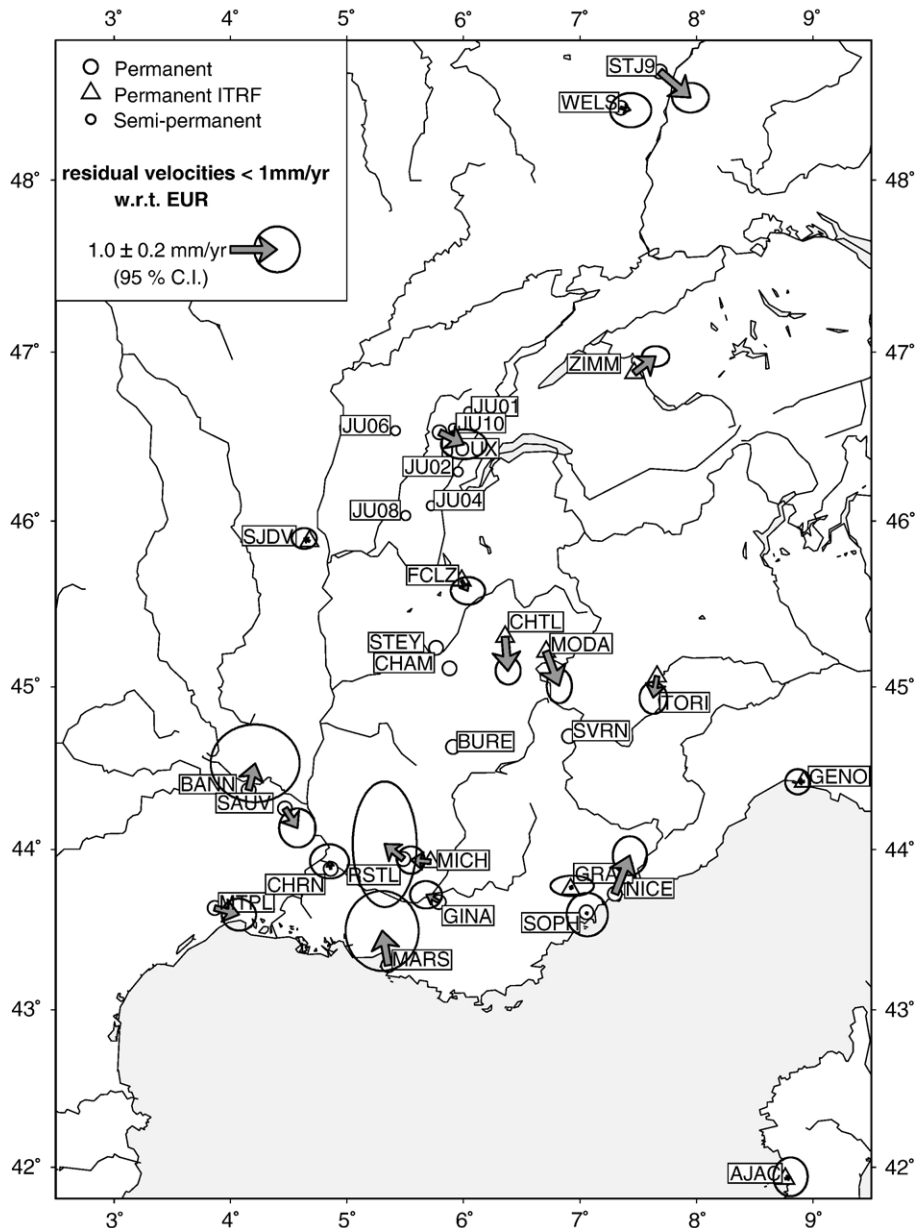 3° 4° 5° 6° 7° 8° 9°
Permanent
Permanent ITRF
Semi-permanent
residual velocities < 1mm/yr
w.r.t. EUR
1.0 ± 0.2 mm/yr
(95 % C.I.)
STJ9
WELS
48°
48°
47°
ZIMM
47°
JU01
JU06
JU10
JOUX
JU02
JU08
JU04
46°
46°
SJDV
FCLZ
CHTL
STEY
MODA
CHAM
45°
45°
TORI
SVRN
BURE
BANN
GENO
SAUV
44°
44°
RSTL
MICH
CHRN
GRA
NICE
MTPL
GINA
SOPH
MARS
43°
43°
42°
AJAC
42°
3° 4° 5° 6° 7° 8° 9°